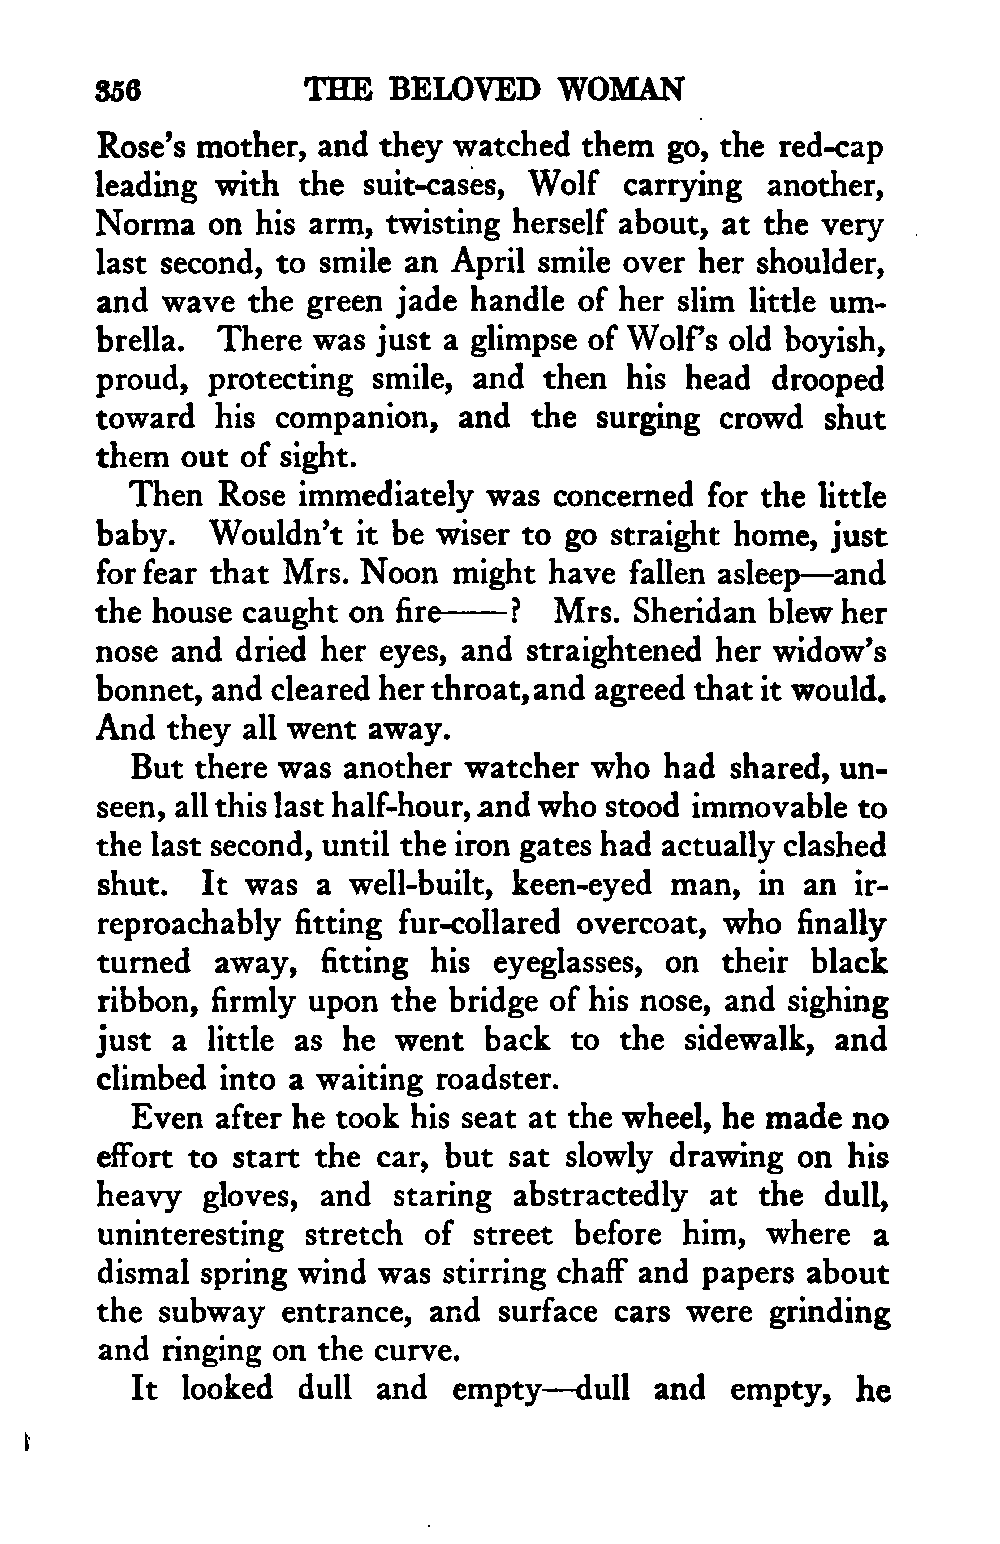 356 THE BELOVED WOMAN
Rose's mother, and they watched them go, the red-cap
leading with the suit-cases, Wolf carrying another,
Norma on his arm, twisting herself about, at the very
last second, to smile an April smile over her shoulder,
and wave the green jade handle of her slim little um-
brella. There was just a glimpse of Wolf's old boyish,
proud, protecting smile, and then his head drooped
toward his companion, and the surging crowd shut
them out of sight.
Then Rose immediately was concerned for the little
baby. Wouldn't it be wiser to go straight home, just
for fear that Mrs. Noon might have fallen asleep—and
the house caught on fire——? Mrs. Sheridan blew her
nose and dried her eyes, and straightened her widow's
bonnet, and cleared her throat, and agreed that it would.
And they all went away.
But there was another watcher who had shared, un-
seen, all this last half-hour, and who stood immovable to
the last second, until the iron gates had actually clashed
shut. It was a well-built, keen-eyed man, in an ir-
reproachably fitting fur-collared overcoat, who finally
turned away, fitting his eyeglasses, on their black
ribbon, firmly upon the bridge of his nose, and sighing
just a little as he went back to the sidewalk, and
climbed into a waiting roadster.
Even after he took his seat at the wheel, he made no
effort to start the car, but sat slowly drawing on his
heavy gloves, and staring abstractedly at the dull,
uninteresting stretch of street before him, where a
dismal spring wind was stirring chaff and papers about
the subway entrance, and surface cars were grinding
and ringing on the curve.
It looked dull and empty—dull and empty, he